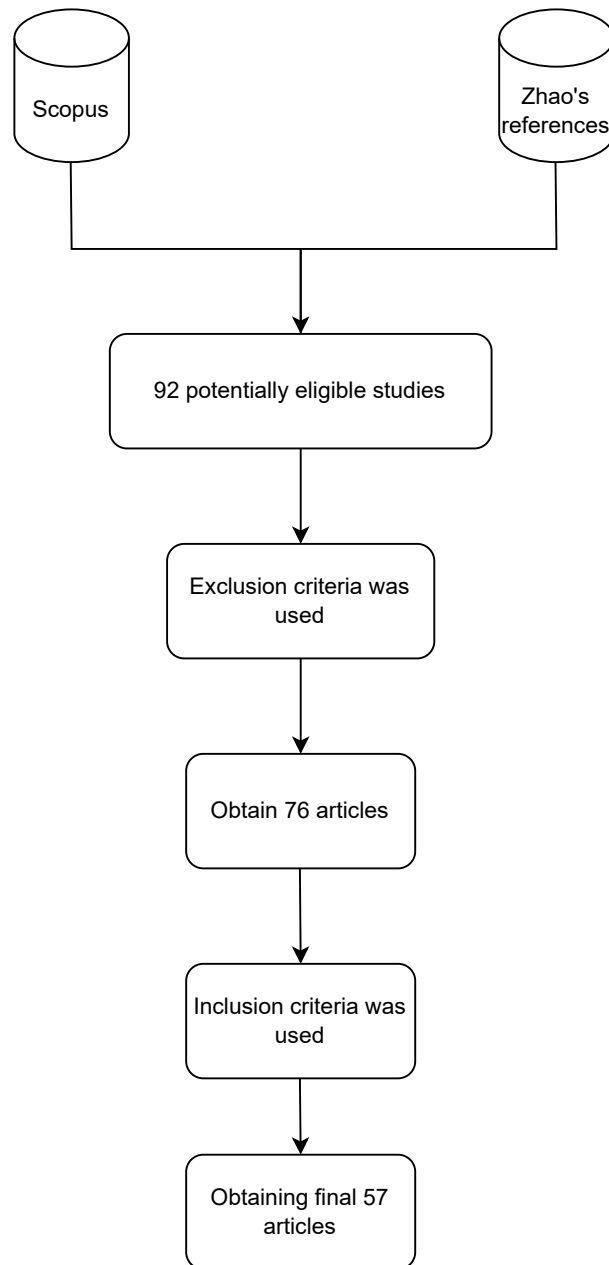 Scopus
Zhao's
references
92 potentially eligible studies
Exclusion criteria was
used
Obtain 76 articles
Inclusion criteria was
used
Obtaining final 57
articles